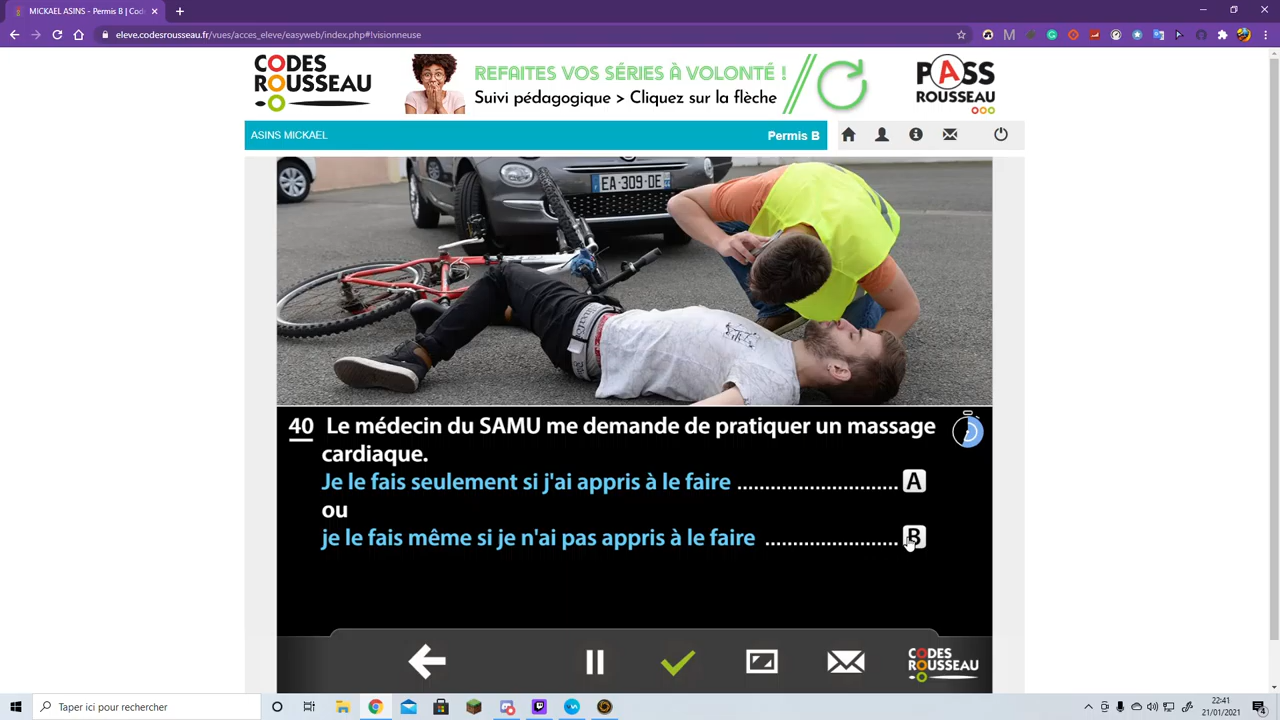 MICKAEL ASINS - Permis B | Cod
eleve.codesrousseau.fr/vues/acces_eleve/easyweb/index.php#!visionneuse
CODES
ROUSSEAU
REFAITES VOS SÉRIES À VOLONTÉ !
Suivi pédagogique > Cliquez sur la flèche
PASS
ROUSSEAU
ASINS MICKAEL
Permis B
EA-309-DE
40 Le médecin du SAMU me demande de pratiquer un massage
cardiaque.
Je le fais seulement si j'ai appris à le faire ............................. A
ou
je le fais même si je n'ai pas appris à le faire ........................ B
CODES
ROUSSEAU
Taper ici pour rechercher
22:41
21/01/2021